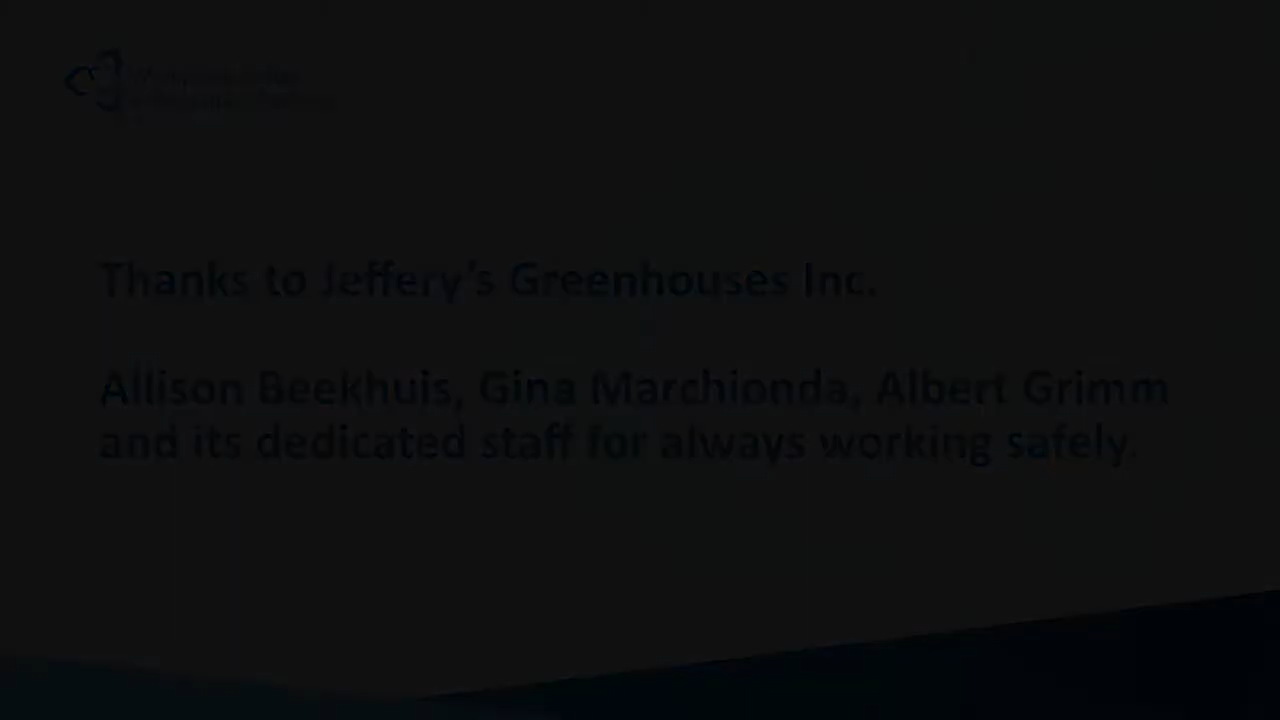 Thanks to Jeffery's Greenhouses Inc.
Allison Beekhuis, Gina Marchionda, Albert Grimm
and its dedicated staff for always working safely.